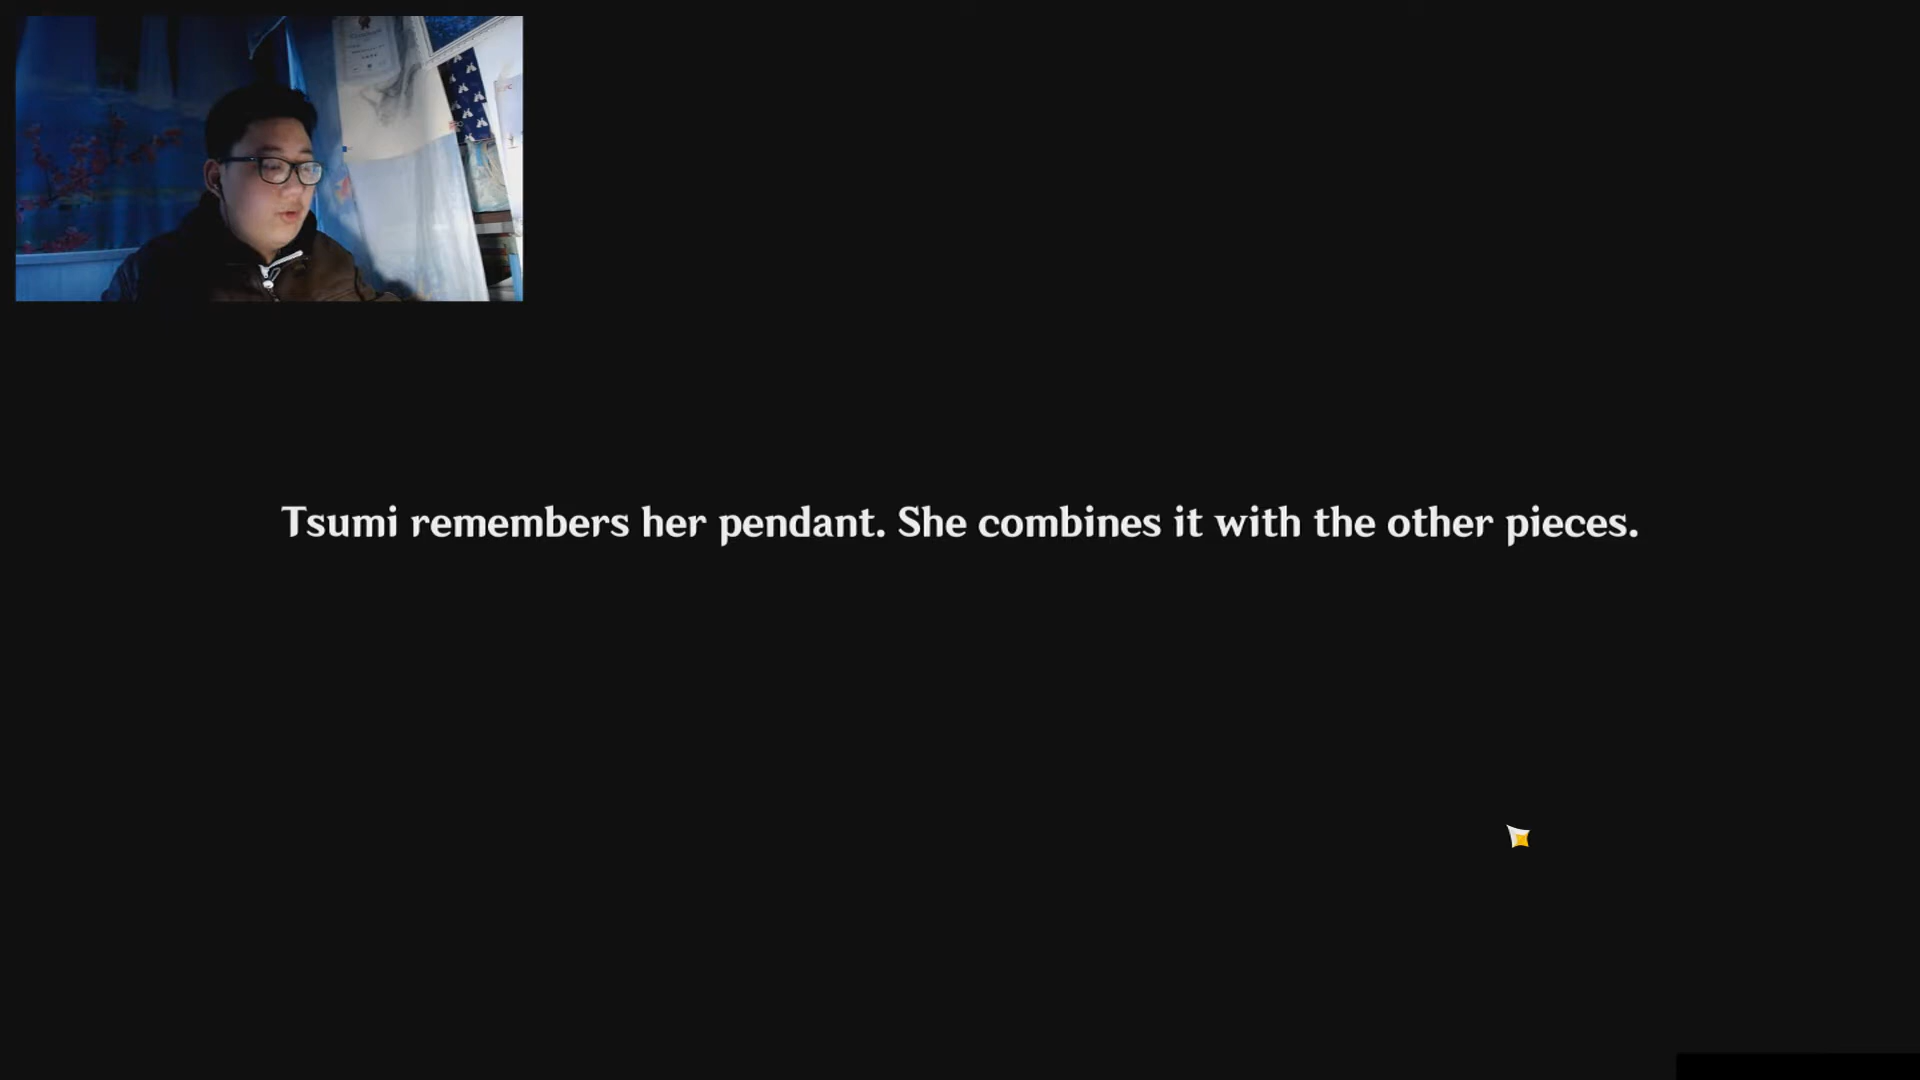 Tsumi remembers her pendant. She combines it with the other pieces.